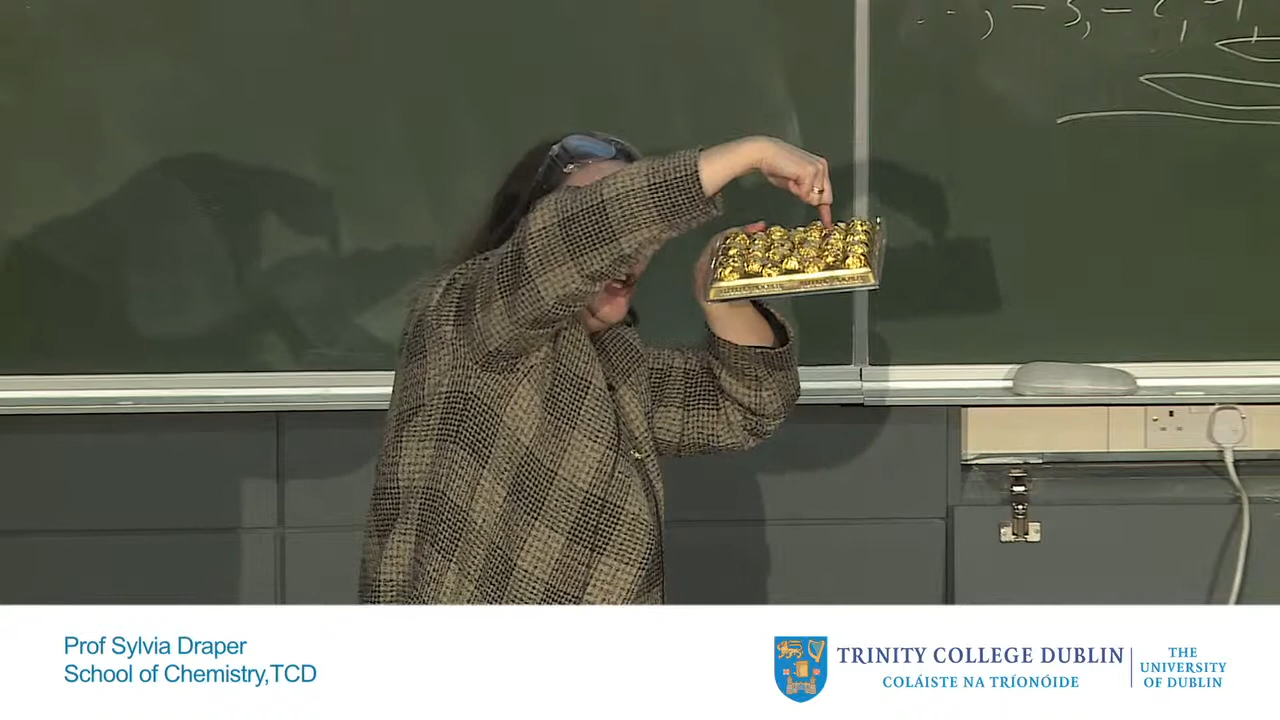 Prof Sylvia Draper
School of Chemistry,TCD
TRINITY COLLEGE DUBLIN
COLÁISTE NA TRÍONÓIDE
THE
UNIVERSITY
OF DUBLIN